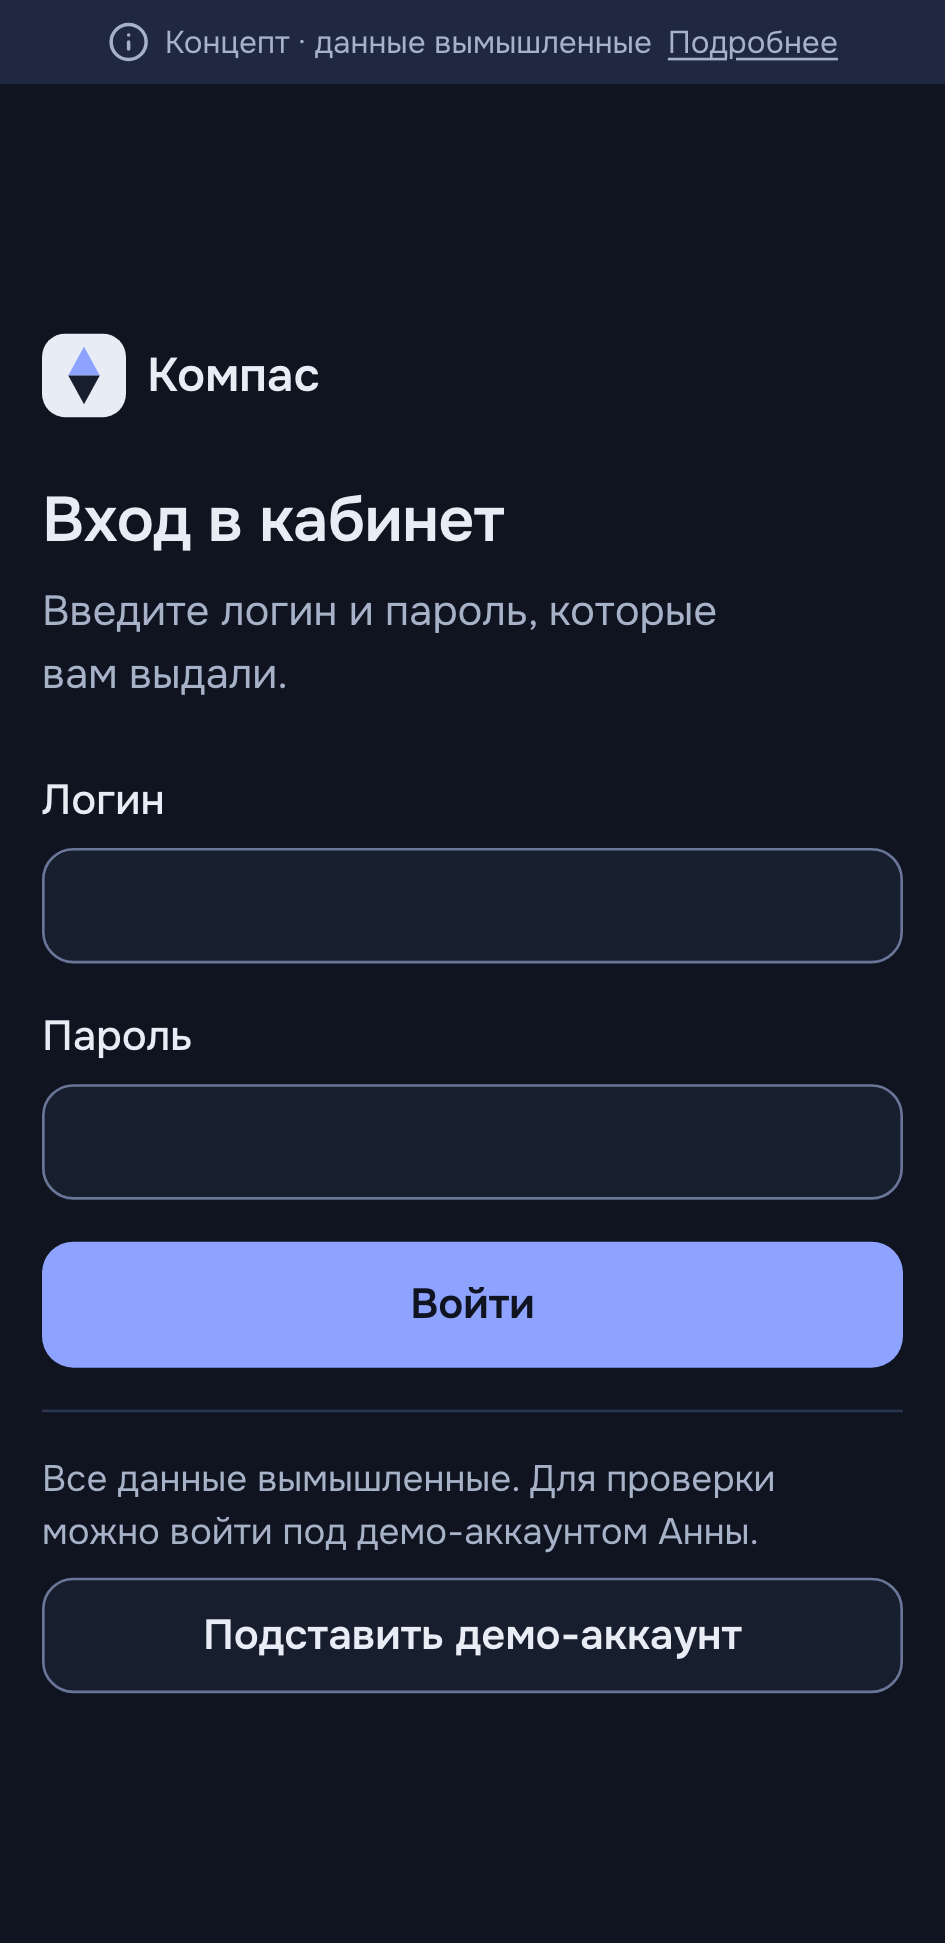 Концепт · данные вымышленные Подробнее
Компас
Вход в кабинет
Введите логин и пароль, которые
вам выдали.
Логин
Пароль
Войти
Все данные вымышленные. Для проверки
можно войти под демо-аккаунтом Анны.
Подставить демо-аккаунт